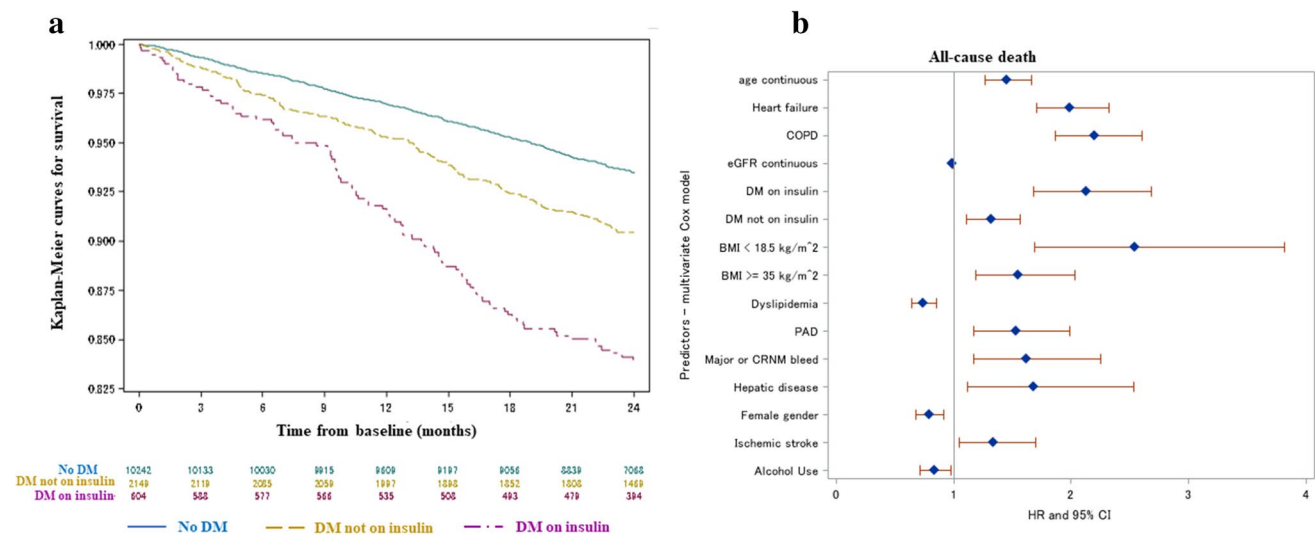 a
Kaplan-Meier curves for survival
1.000
0.975
0.950
0.925
0.900
0.875
0.850
0.825
0 3 6 9 12 15 18 21 24
Time from baseline (months)
No DM 10242 10133 10030 9915 9809 9197 9056 8839 7068
DM not on insulin 2149 2119 2085 2059 1997 1898 1852 1808 1469
DM on insulin 604 588 577 566 535 508 493 479 394
No DM DM not on insulin DM on insulin
b
All-cause death
Predictors - multivariate Cox model
age continuous
Heart failure
COPD
eGFR continuous
DM on insulin
DM not on insulin
BMI < 18.5 kg/m^2
BMI >= 35 kg/m^2
Dyslipidemia
PAD
Major or CRNM bleed
Hepatic disease
Female gender
Ischemic stroke
Alcohol Use
0 1 2 3 4
HR and 95% CI